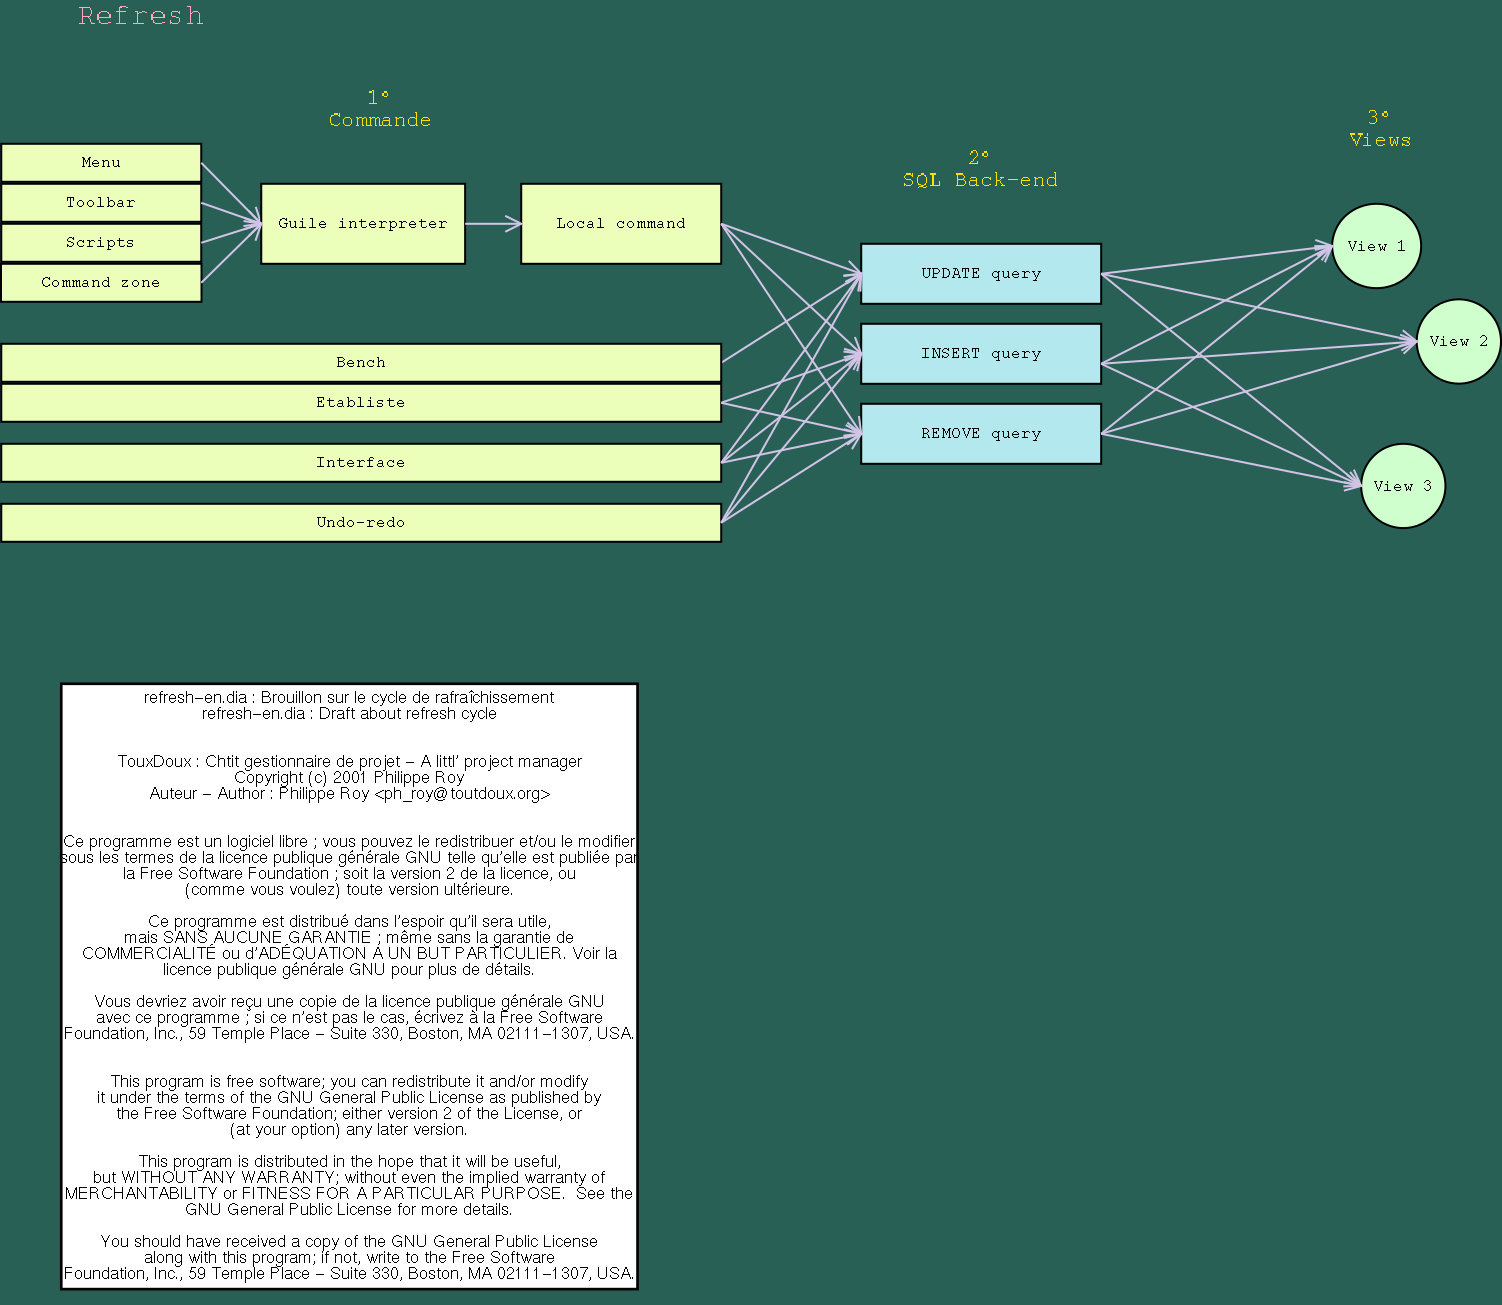 Refresh
1°
Commande
2°
SQL Back-end
3°
Views
Menu
Toolbar
Scripts
Command zone
Guile interpreter
Local command
Bench
Etabliste
Interface
Undo-redo
UPDATE query
INSERT query
REMOVE query
View 1
View 2
View 3
refresh-en.dia : Brouillon sur le cycle de rafraîchissement
refresh-en.dia : Draft about refresh cycle
TouxDoux : Chtit gestionnaire de projet - A littl' project manager
Copyright (c) 2001 Philippe Roy
Auteur - Author : Philippe Roy <ph_roy@toutdoux.org>
Ce programme est un logiciel libre ; vous pouvez le redistribuer et/ou le modifier
sous les termes de la licence publique générale GNU telle qu'elle est publiée par
la Free Software Foundation ; soit la version 2 de la licence, ou
(comme vous voulez) toute version ultérieure.
Ce programme est distribué dans l'espoir qu'il sera utile,
mais SANS AUCUNE GARANTIE ; même sans la garantie de
COMMERCIALITÉ ou d'ADÉQUATION A UN BUT PARTICULIER. Voir la
licence publique générale GNU pour plus de détails.
Vous devriez avoir reçu une copie de la licence publique générale GNU
avec ce programme ; si ce n'est pas le cas, écrivez à la Free Software
Foundation, Inc., 59 Temple Place - Suite 330, Boston, MA 02111-1307, USA.
This program is free software; you can redistribute it and/or modify
it under the terms of the GNU General Public License as published by
the Free Software Foundation; either version 2 of the License, or
(at your option) any later version.
This program is distributed in the hope that it will be useful,
but WITHOUT ANY WARRANTY; without even the implied warranty of
MERCHANTABILITY or FITNESS FOR A PARTICULAR PURPOSE.  See the
GNU General Public License for more details.
You should have received a copy of the GNU General Public License
along with this program; if not, write to the Free Software
Foundation, Inc., 59 Temple Place - Suite 330, Boston, MA 02111-1307, USA.